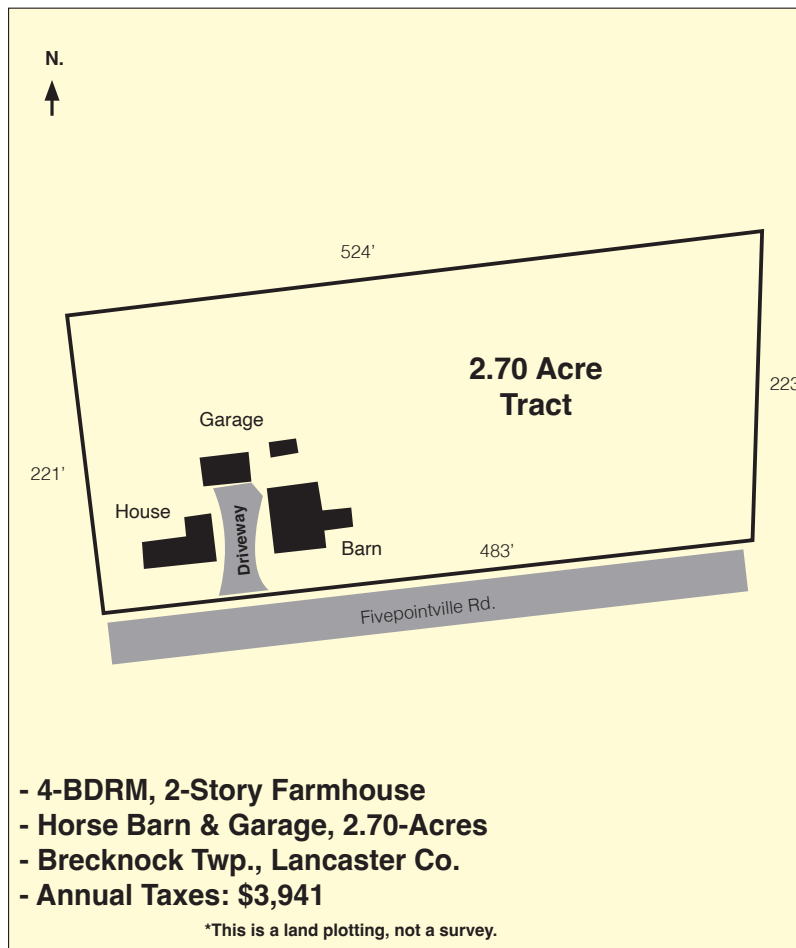 N.
524'
2.70 Acre
Tract
223
Garage
221'
House
Driveway
Barn
483'
Fivepointville Rd.
- 4-BDRM, 2-Story Farmhouse
- Horse Barn & Garage, 2.70-Acres
- Brecknock Twp., Lancaster Co.
- Annual Taxes: $3,941
*This is a land plotting, not a survey.